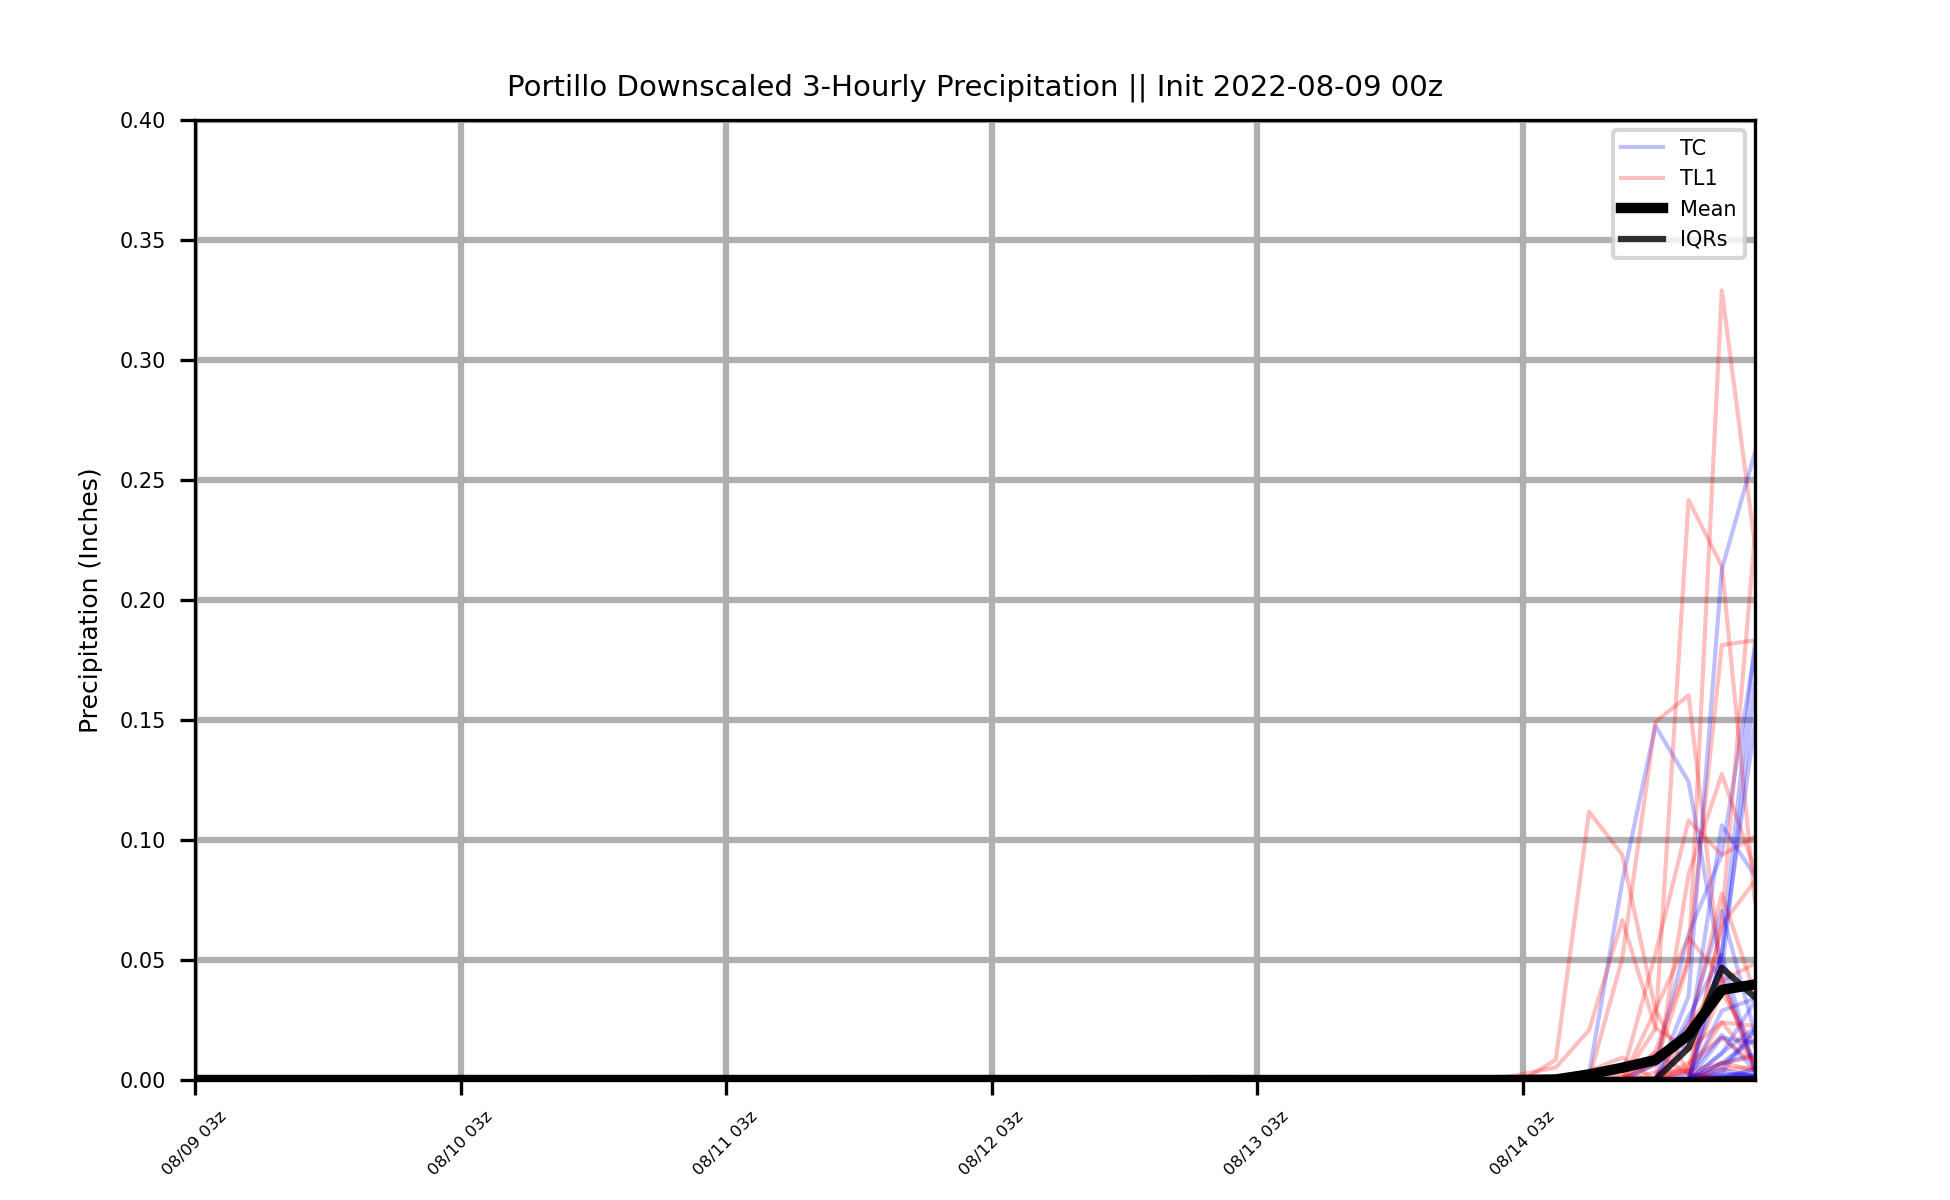 Portillo Downscaled 3-Hourly Precipitation || Init 2022-08-09 00z
TC
TL1
Mean
IQRs
Precipitation (Inches)
0.40
0.35
0.30
0.25
0.20
0.15
0.10
0.05
0.00
08/09 03z
08/10 03z
08/11 03z
08/12 03z
08/13 03z
08/14 03z